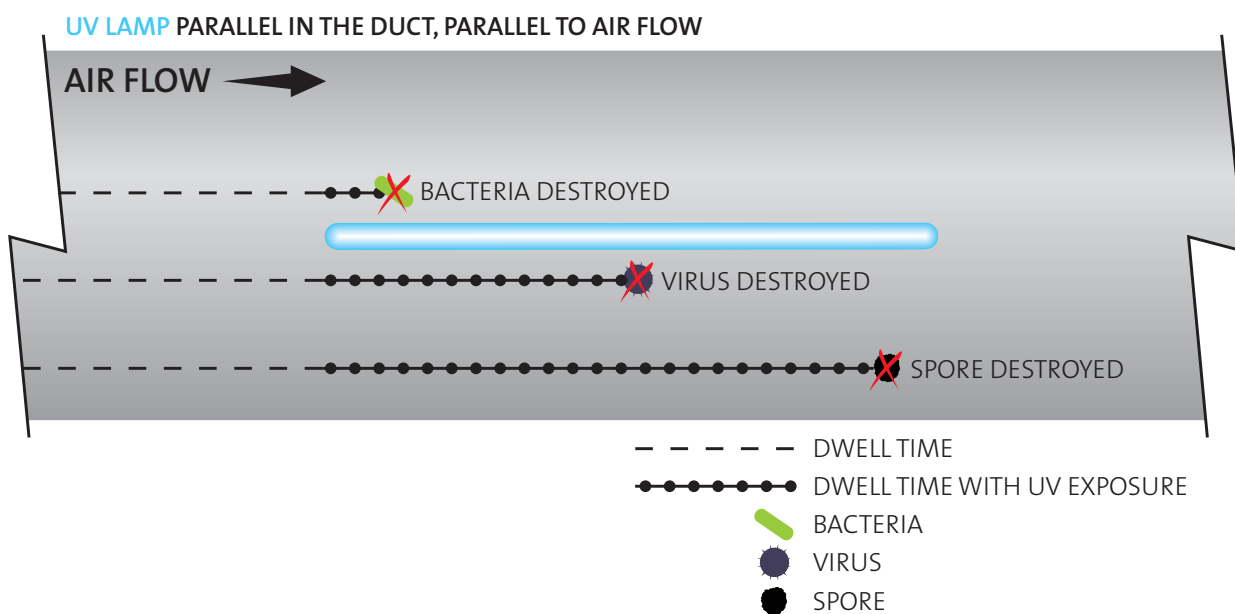 UV LAMP PARALLEL IN THE DUCT, PARALLEL TO AIR FLOW
AIR FLOW
BACTERIA DESTROYED
VIRUS DESTROYED
SPORE DESTROYED
DWELL TIME
DWELL TIME WITH UV EXPOSURE
BACTERIA
VIRUS
SPORE